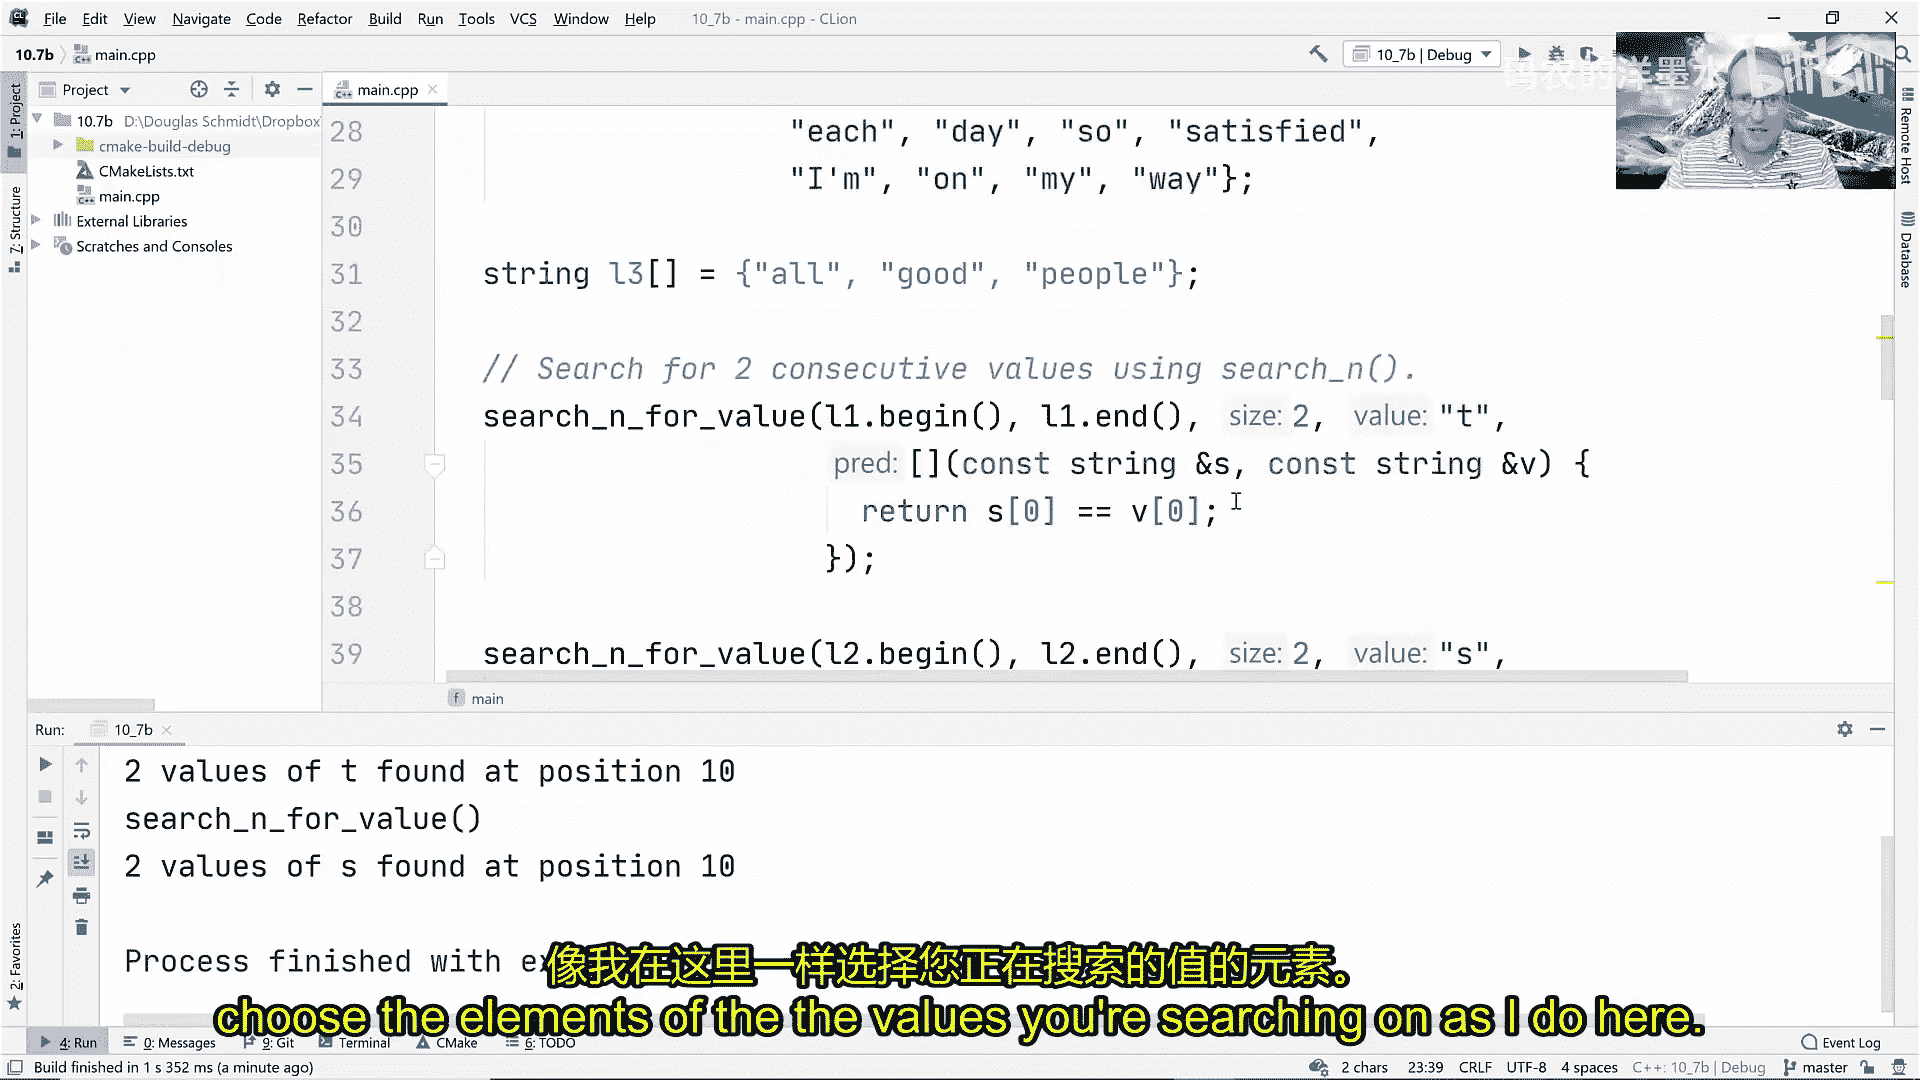 File Edit View Navigate Code Refactor Build Run Tools VCS Window Help 10_7b - main.cpp - CLion
10.7b main.cpp 10_7b | Debug
码农的洋墨水 bilibili
1: Project
7: Structure
2: Favorites
Remote Host
Database
Project
10.7b D:\Douglas Schmidt\Dropbox
cmake-build-debug
CMakeLists.txt
main.cpp
External Libraries
Scratches and Consoles
main.cpp
28 "each", "day", "so", "satisfied",
29 "I'm", "on", "my", "way"};
30
31 string l3[] = {"all", "good", "people"};
32
33 // Search for 2 consecutive values using search_n().
34 search_n_for_value(l1.begin(), l1.end(), size: 2, value: "t",
35 pred: [](const string &s, const string &v) {
36 return s[0] == v[0];
37 });
38
39 search_n_for_value(l2.begin(), l2.end(), size: 2, value: "s",
f main
Run: 10_7b
2 values of t found at position 10
search_n_for_value()
2 values of s found at position 10
Process finished with e
像我在这里一样选择您正在搜索的值的元素。
choose the elements of the the values you're searching on as I do here.
4: Run 0: Messages 9: Git Terminal CMake 6: TODO Event Log
Build finished in 1 s 352 ms (a minute ago) 2 chars 23:39 CRLF UTF-8 4 spaces C++: 10_7b | Debug master